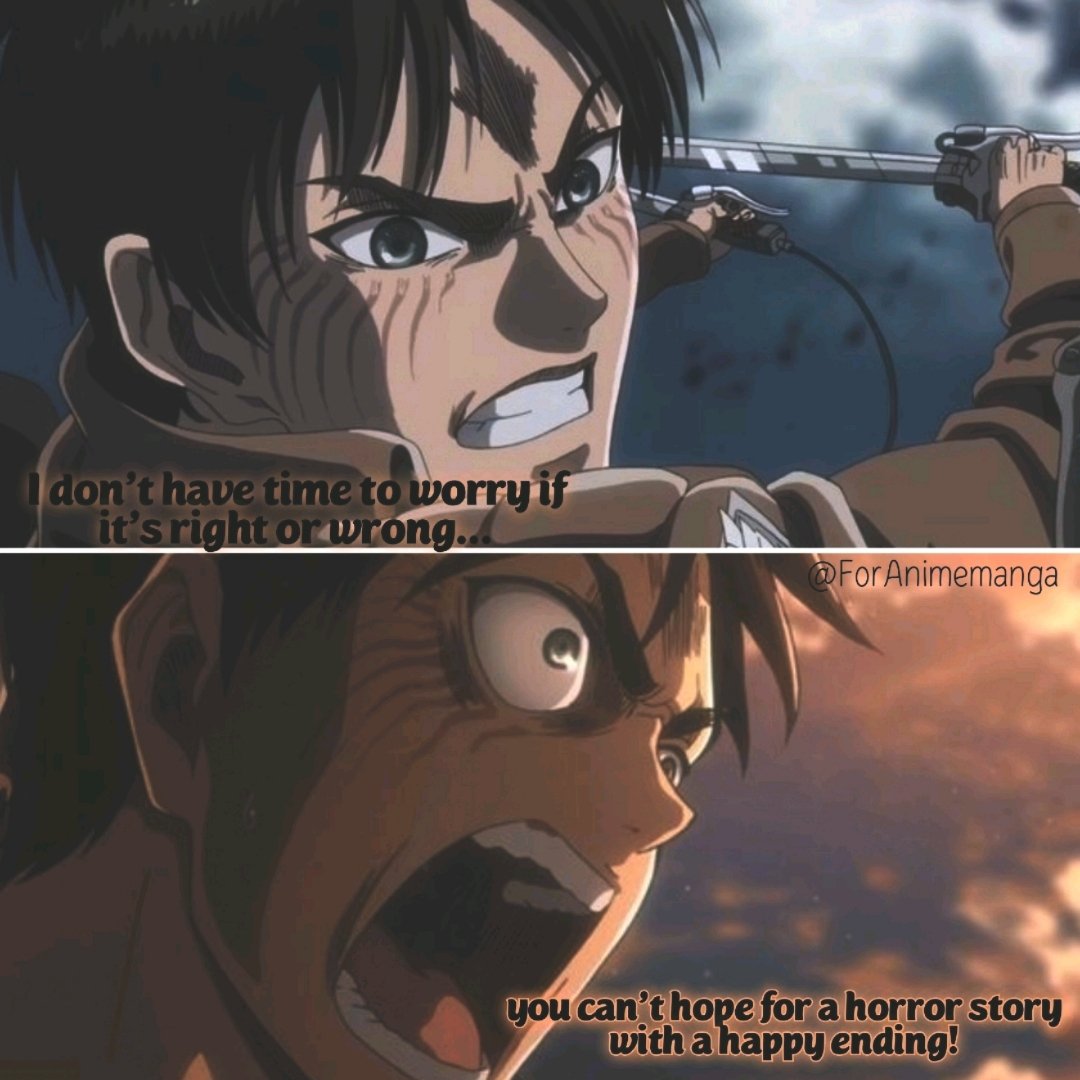 I don't have time to worry if
it's right or wrong...
@ForAnimemanga
you can't hope for a horror story
with a happy ending!